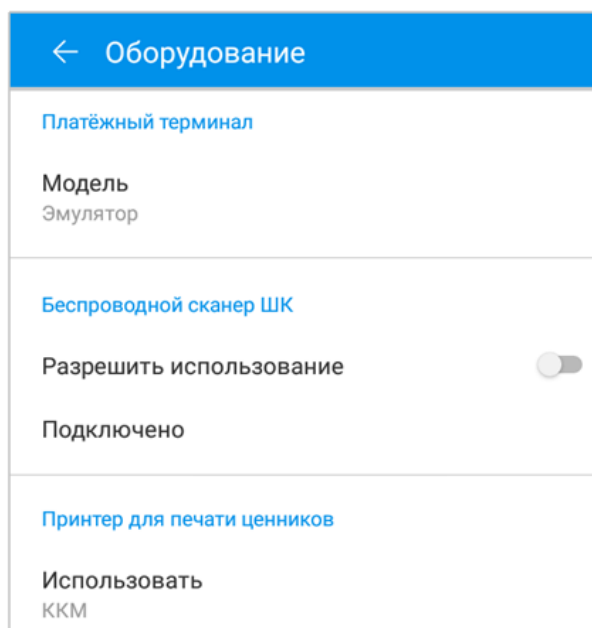 Оборудование
Платёжный терминал
Модель
Эмулятор
Беспроводной сканер ШК
Разрешить использование
Подключено
Принтер для печати ценников
Использовать
ККМ